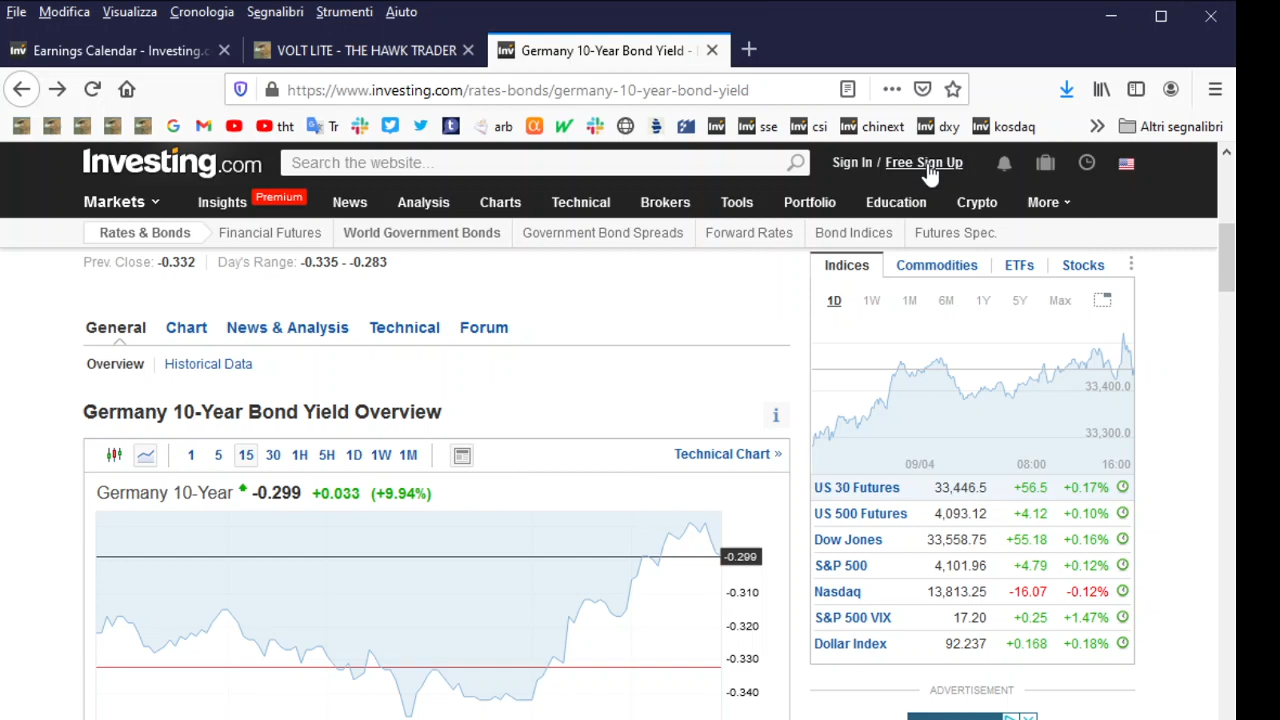 File Modifica Visualizza Cronologia Segnalibri Strumenti Aiuto
Inv Earnings Calendar - Investing.c VOLT LITE - THE HAWK TRADER Inv Germany 10-Year Bond Yield -
https://www.investing.com/rates-bonds/germany-10-year-bond-yield
tht Tr arb Inv Inv sse Inv csi Inv chinext Inv dxy Inv kosdaq Altri segnalibri
Investing.com Search the website... Sign In / Free Sign Up
Markets Insights Premium News Analysis Charts Technical Brokers Tools Portfolio Education Crypto More
Rates & Bonds Financial Futures World Government Bonds Government Bond Spreads Forward Rates Bond Indices Futures Spec.
Prev. Close: -0.332 Day's Range: -0.335 - -0.283
General Chart News & Analysis Technical Forum
Overview Historical Data
Germany 10-Year Bond Yield Overview
1 5 15 30 1H 5H 1D 1W 1M Technical Chart »
Germany 10-Year -0.299 +0.033 (+9.94%)
-0.299
-0.310
-0.320
-0.330
-0.340
Indices Commodities ETFs Stocks
1D 1W 1M 6M 1Y 5Y Max
33,400.0
33,300.0
09/04 08:00 16:00
US 30 Futures 33,446.5 +56.5 +0.17%
US 500 Futures 4,093.12 +4.12 +0.10%
Dow Jones 33,558.75 +55.18 +0.16%
S&P 500 4,101.96 +4.79 +0.12%
Nasdaq 13,813.25 -16.07 -0.12%
S&P 500 VIX 17.20 +0.25 +1.47%
Dollar Index 92.237 +0.168 +0.18%
ADVERTISEMENT